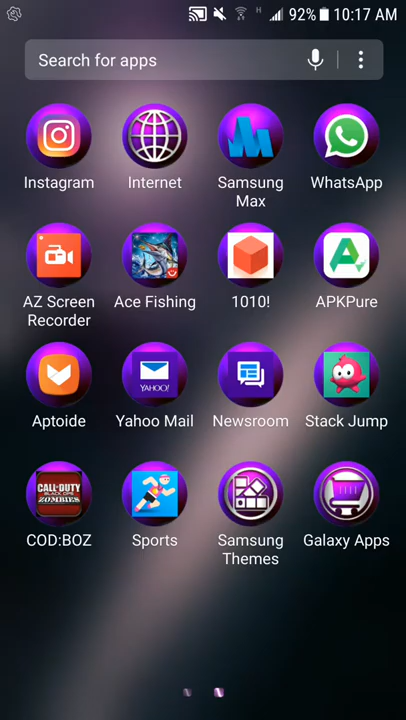 H 92% 10:17 AM
Search for apps
Instagram
Internet
Samsung Max
WhatsApp
AZ Screen Recorder
Ace Fishing
1010!
APKPure
Aptoide
YAHOO!
Yahoo Mail
Newsroom
Stack Jump
CALL OF DUTY
BLACK OPS
ZOMBIES
COD:BOZ
Sports
Samsung Themes
Galaxy Apps